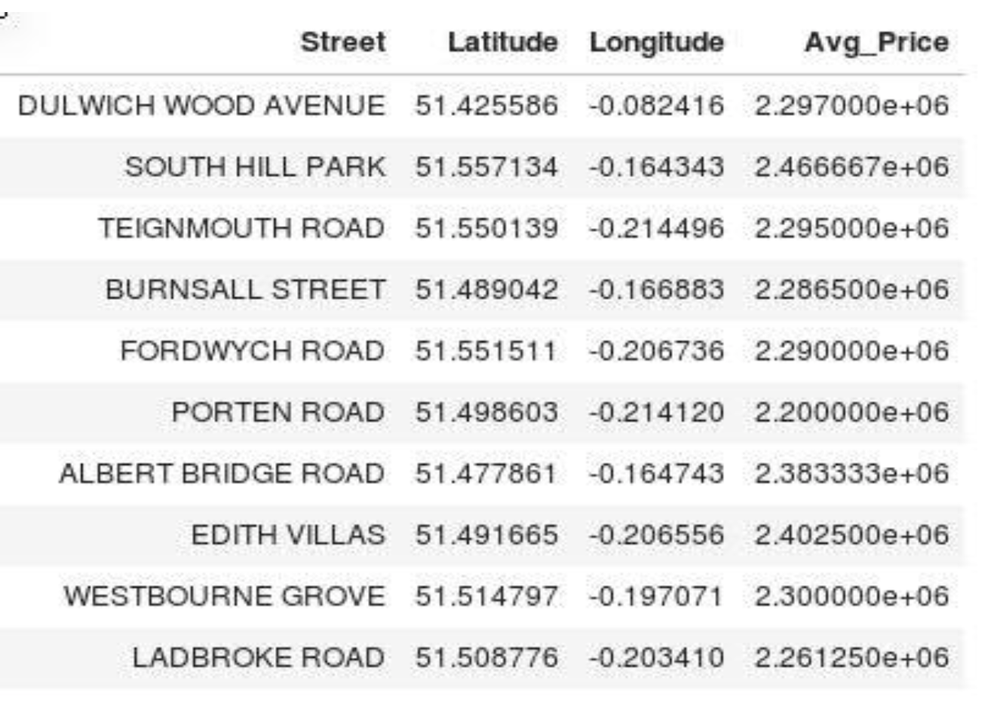 Street Latitude Longitude Avg_Price
DULWICH WOOD AVENUE 51.425586 -0.082416 2.297000e+06
SOUTH HILL PARK 51.557134 -0.164343 2.466667e+06
TEIGNMOUTH ROAD 51.550139 -0.214496 2.295000e+06
BURNSALL STREET 51.489042 -0.166883 2.286500e+06
FORDWYCH ROAD 51.551511 -0.206736 2.290000e+06
PORTEN ROAD 51.498603 -0.214120 2.200000e+06
ALBERT BRIDGE ROAD 51.477861 -0.164743 2.383333e+06
EDITH VILLAS 51.491665 -0.206556 2.402500e+06
WESTBOURNE GROVE 51.514797 -0.197071 2.300000e+06
LADBROKE ROAD 51.508776 -0.203410 2.261250e+06